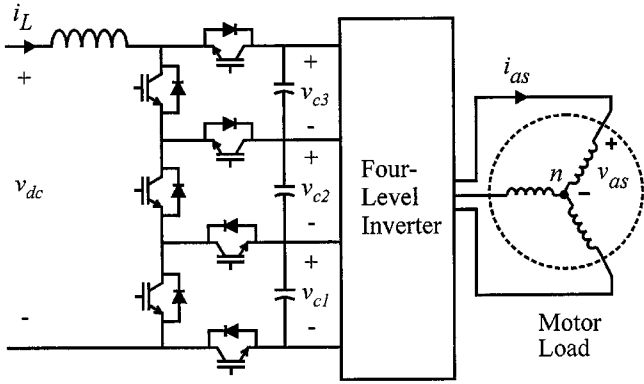 i_L
+
v_dc
-
+
v_c3
-
+
v_c2
-
+
v_c1
-
Four-
Level
Inverter
i_as
n
+
v_as
-
Motor
Load